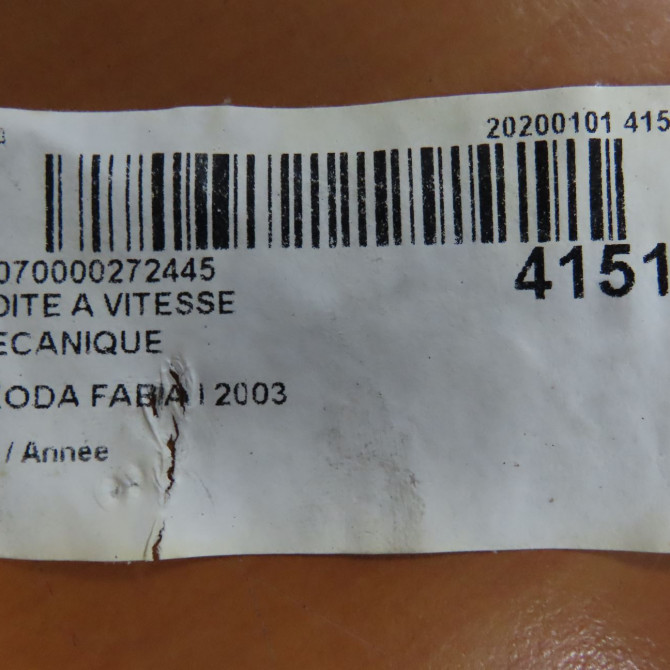 20200101 415
070000272445
4151
OITE A VITESSE
ECANIQUE
KODA FABIA I 2003
/ Année